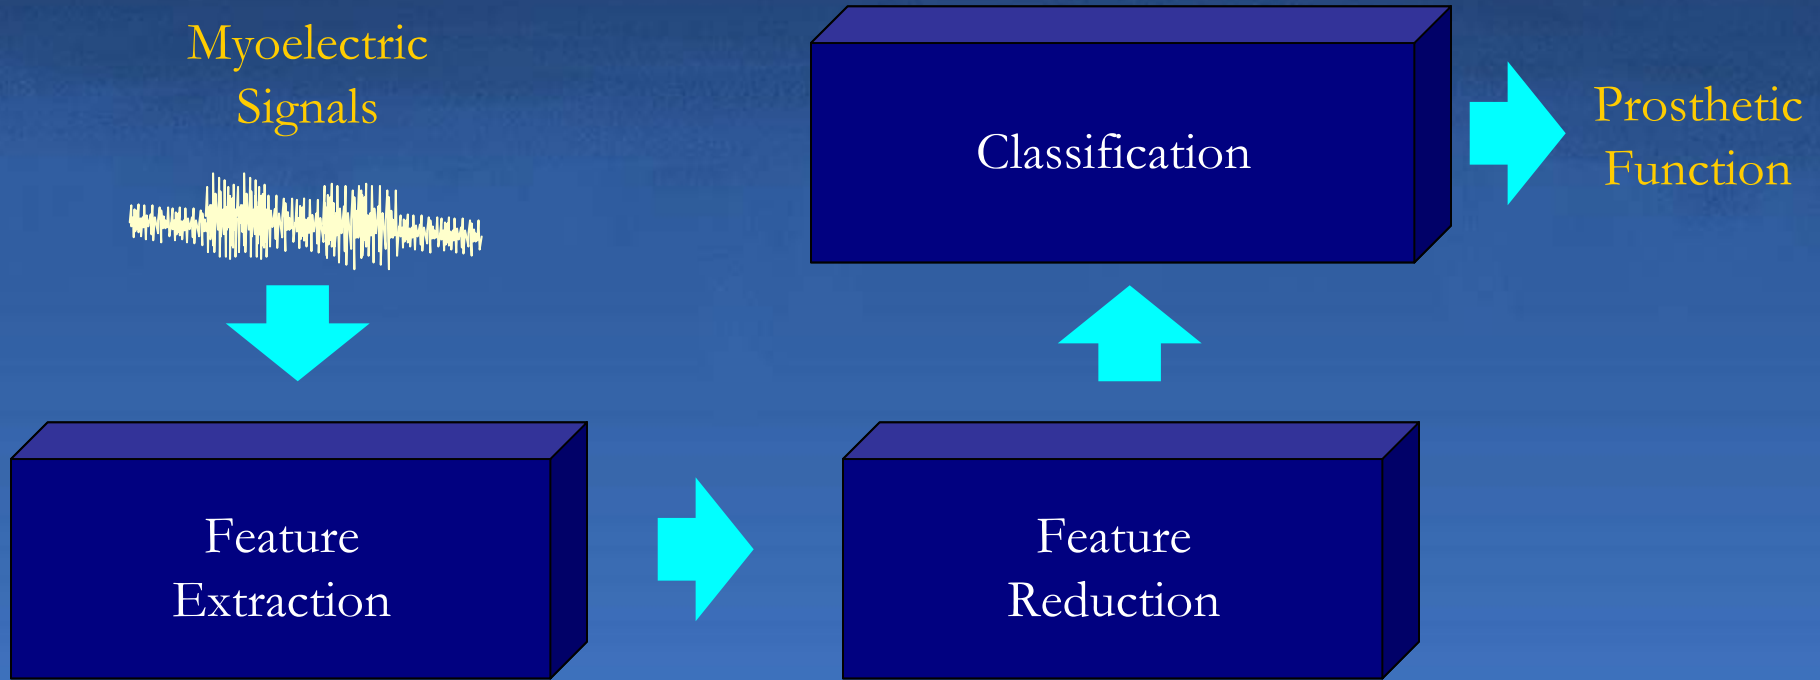 Myoelectric
Signals
Feature
Extraction
Feature
Reduction
Classification
Prosthetic
Function